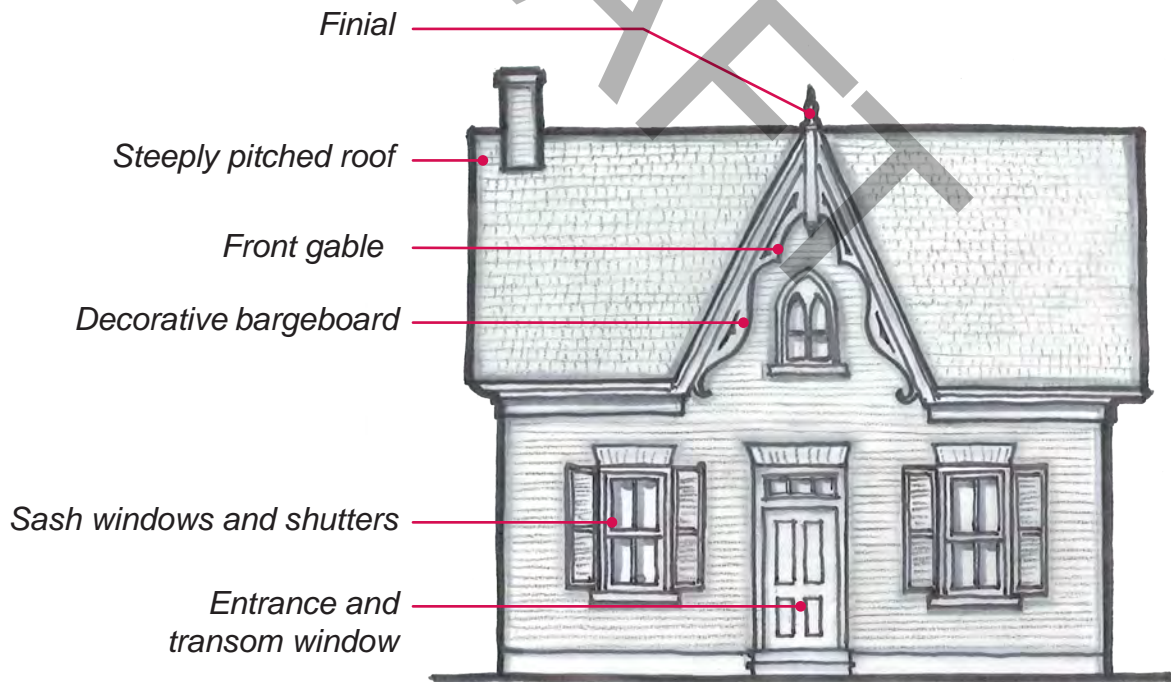 Finial
Steeply pitched roof
Front gable
Decorative bargeboard
Sash windows and shutters
Entrance and
transom window